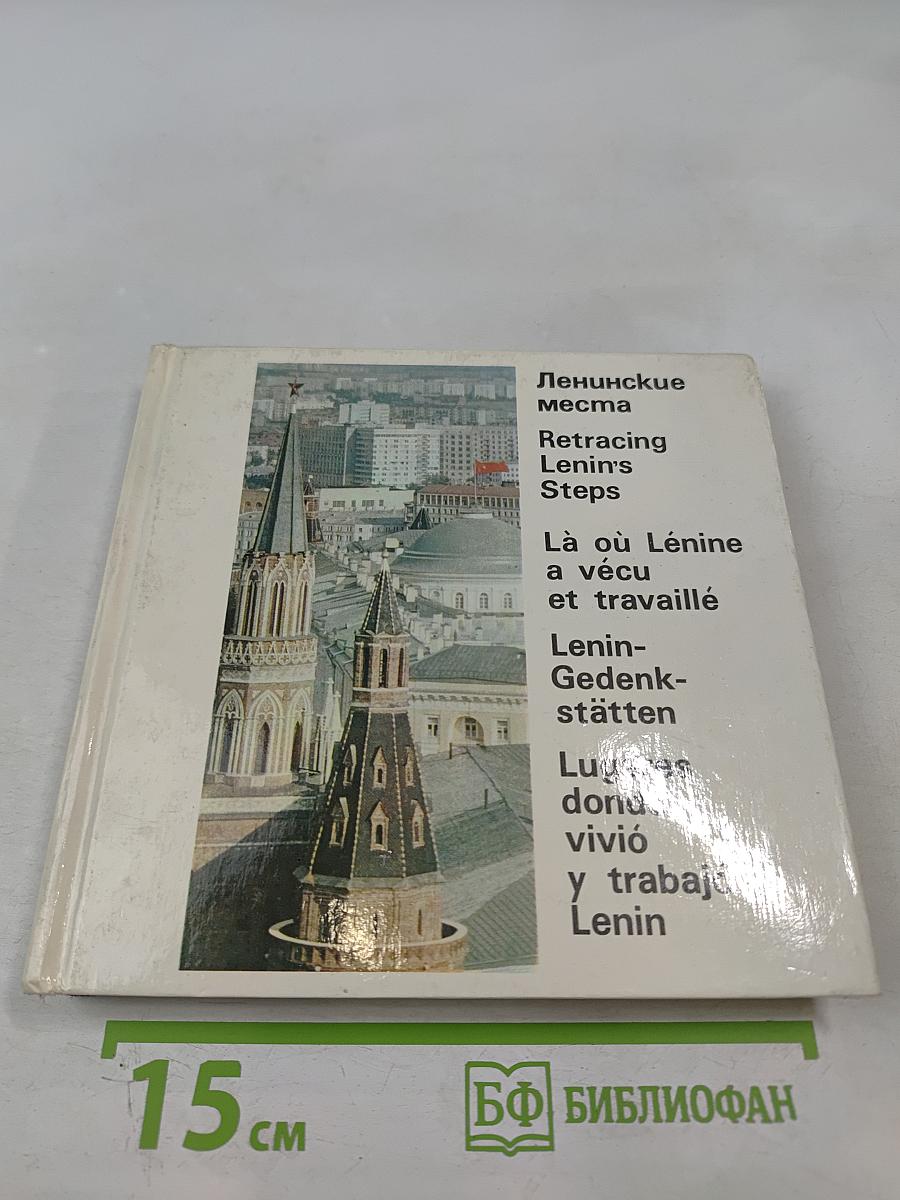 Ленинские
места
Retracing
Lenin's
Steps
Là où Lénine
a vécu
et travaillé
Lenin-
Gedenk-
stätten
vivió
y
Lenin
15 см
БФ БИБЛИОФАН